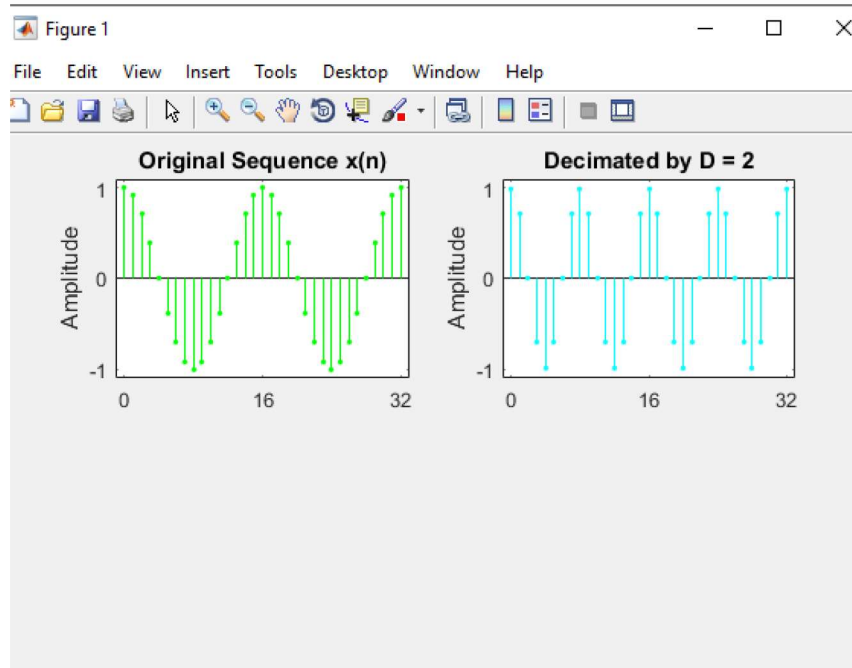 Figure 1
File Edit View Insert Tools Desktop Window Help
Original Sequence x(n)
1
0
-1
Amplitude
0 16 32
Decimated by D = 2
1
0
-1
Amplitude
0 16 32